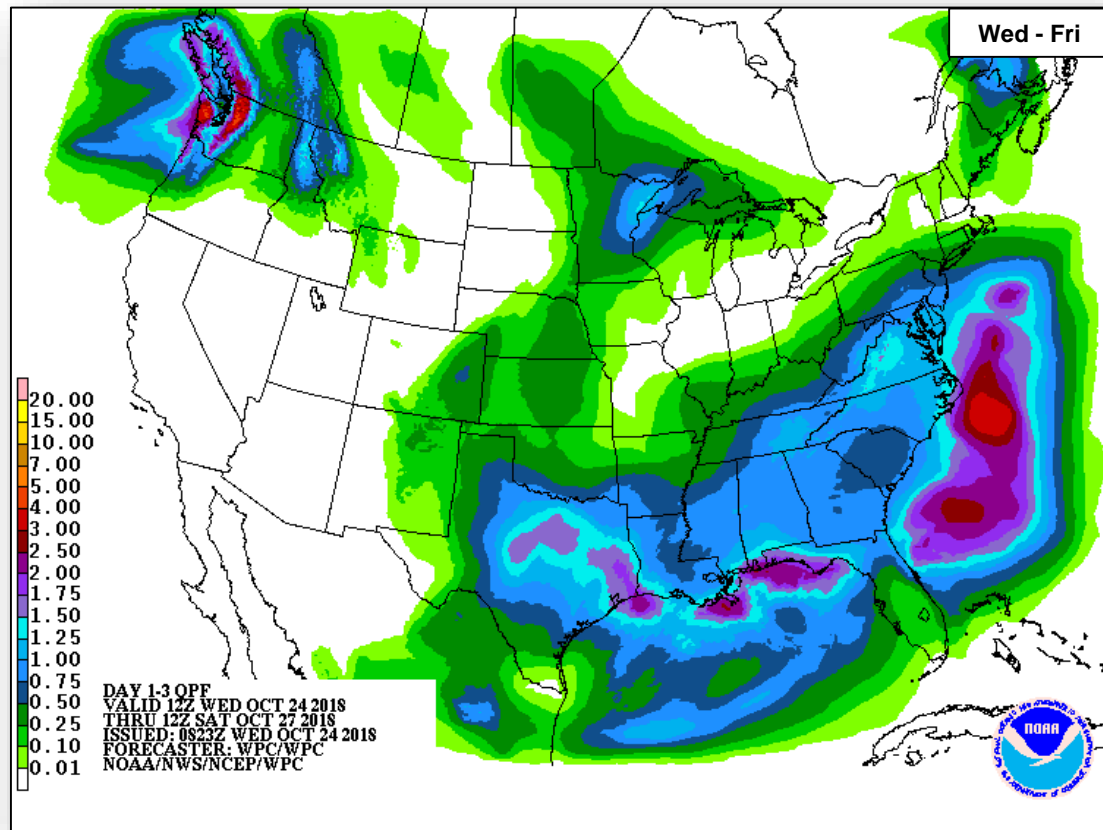 Wed - Fri
20.00
15.00
10.00
7.00
5.00
4.00
3.00
2.50
2.00
1.75
1.50
1.25
1.00
0.75
0.50
0.25
0.10
0.01
DAY 1-3 QPF
VALID 12Z WED OCT 24 2018
THRU 12Z SAT OCT 27 2018
ISSUED: 0823Z WED OCT 24 2018
FORECASTER: WPC/WPC
NOAA/NWS/NCEP/WPC
NOAA